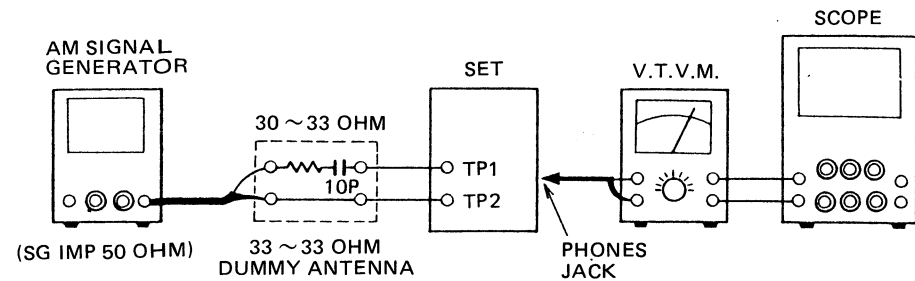 SCOPE
AM SIGNAL
GENERATOR
SET
V.T.V.M.
30 ~ 33 OHM
10P
TP1
TP2
(SG IMP 50 OHM)
33 ~ 33 OHM
DUMMY ANTENNA
PHONES
JACK